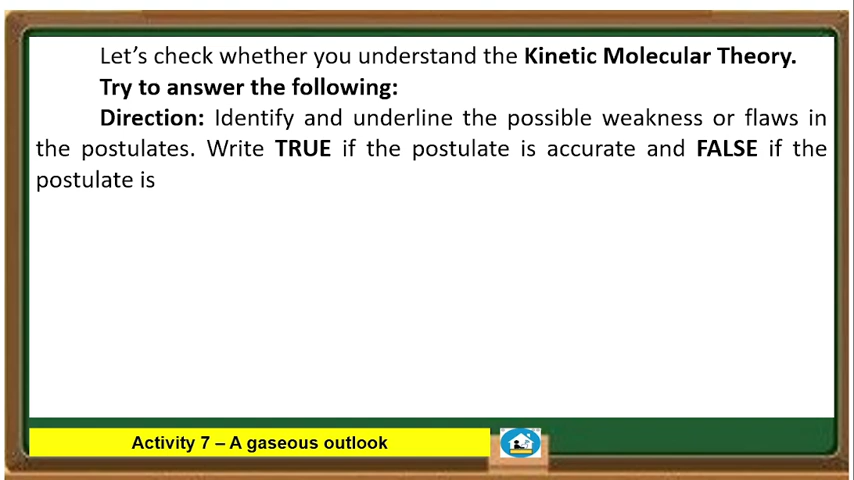 Let’s check whether you understand the Kinetic Molecular Theory.
Try to answer the following:
Direction: Identify and underline the possible weakness or flaws in
the postulates. Write TRUE if the postulate is accurate and FALSE if the
postulate is
Activity 7 – A gaseous outlook